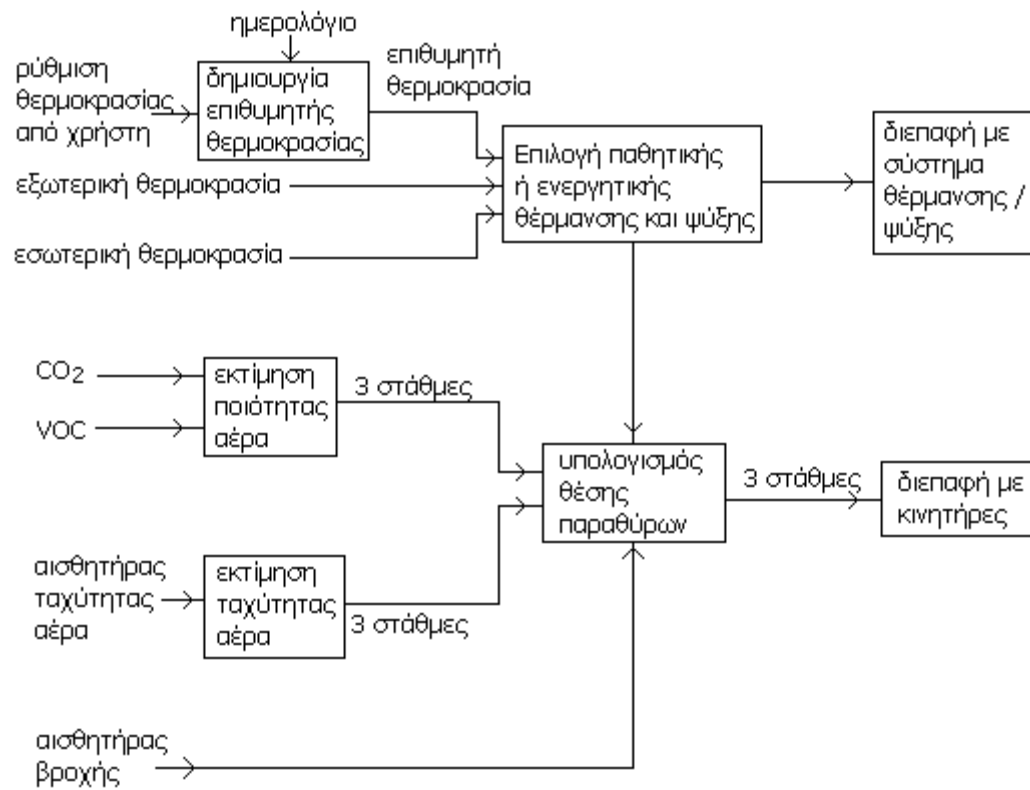 ημερολόγιο
ρύθμιση
θερμοκρασίας
από χρήστη
δημιουργία
επιθυμητής
θερμοκρασίας
επιθυμητή
θερμοκρασία
εξωτερική θερμοκρασία
εσωτερική θερμοκρασία
Επιλογή παθητικής
ή ενεργητικής
θέρμανσης και ψύξης
διεπαφή με
σύστημα
θέρμανσης /
ψύξης
CO2
VOC
εκτίμηση
ποιότητας
αέρα
3 στάθμες
υπολογισμός
θέσης
παραθύρων
3 στάθμες
διεπαφή με
κινητήρες
αισθητήρας
ταχύτητας
αέρα
εκτίμηση
ταχύτητας
αέρα
3 στάθμες
αισθητήρας
βροχής